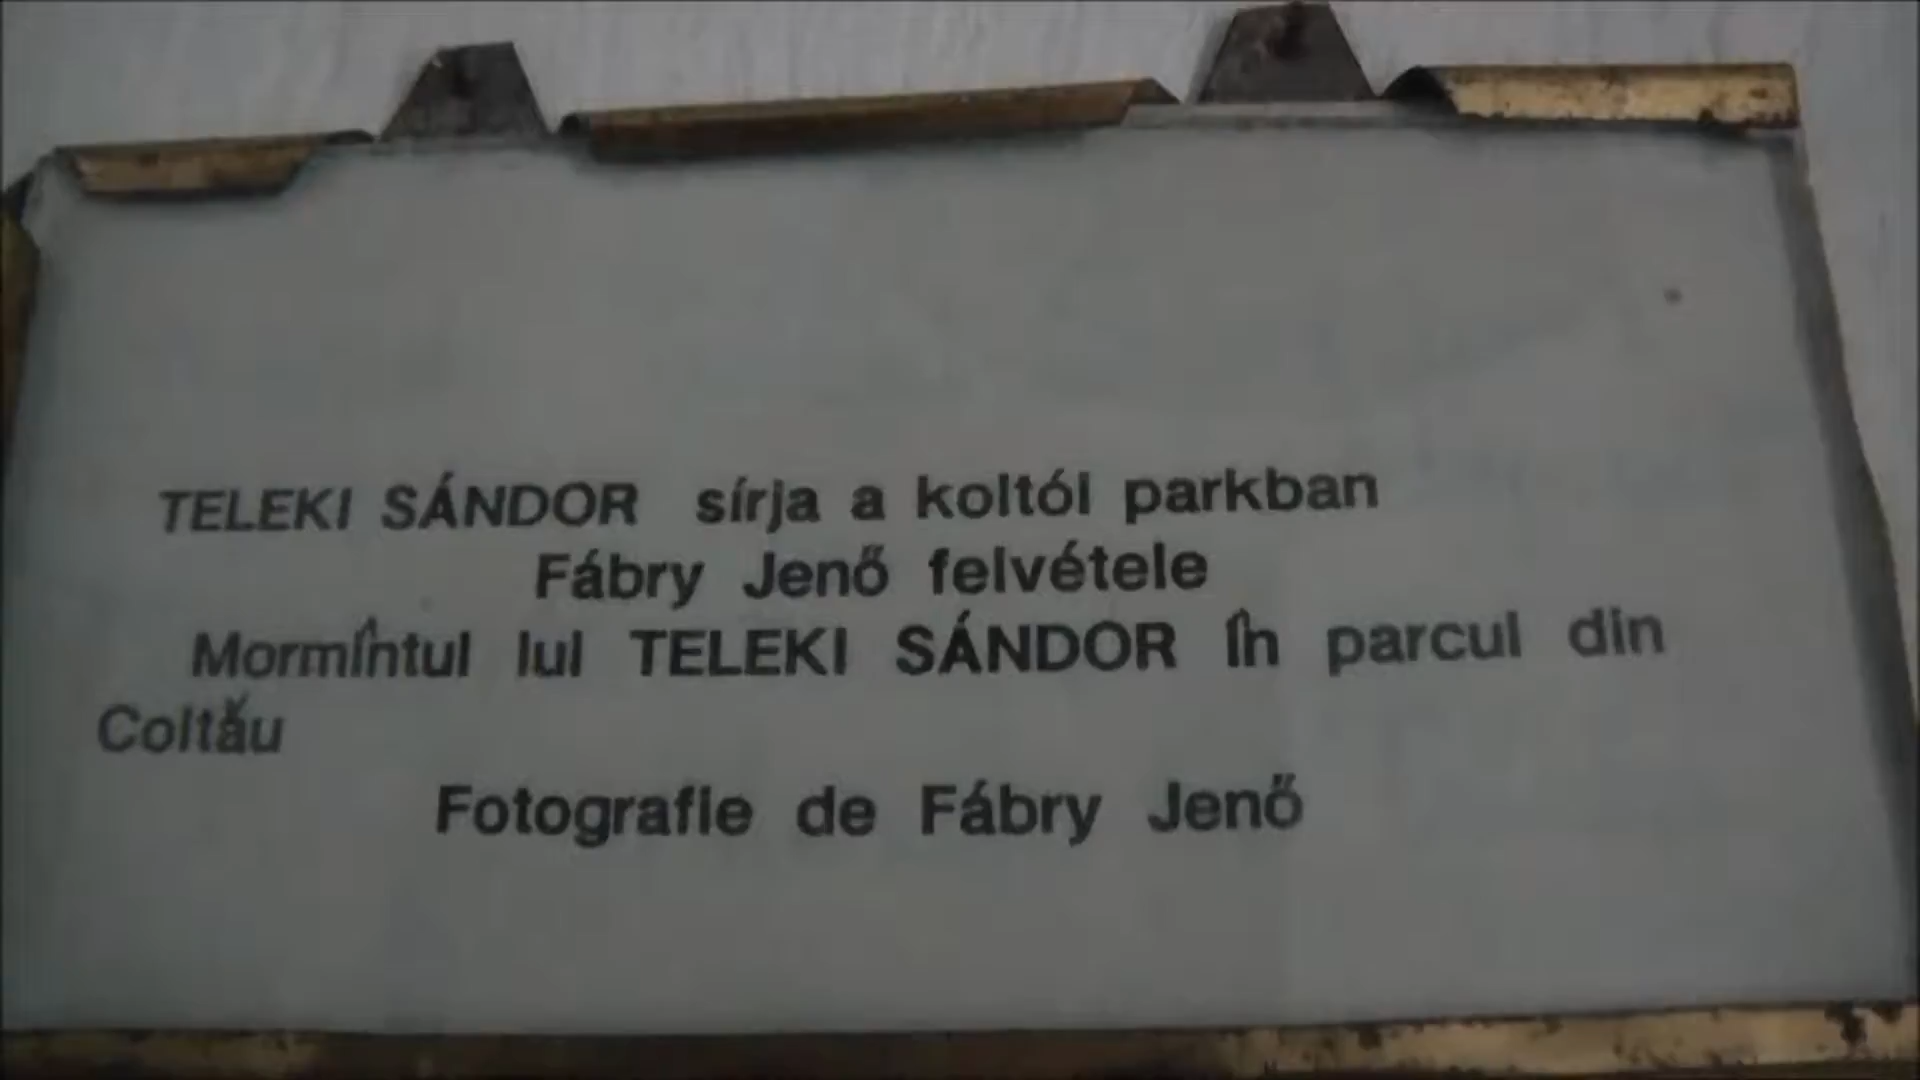 TELEKI SÁNDOR sírja a koltói parkban
Fábry Jenő felvétele
Mormîntul lui TELEKI SÁNDOR în parcul din
Coltău
Fotografie de Fábry Jenő